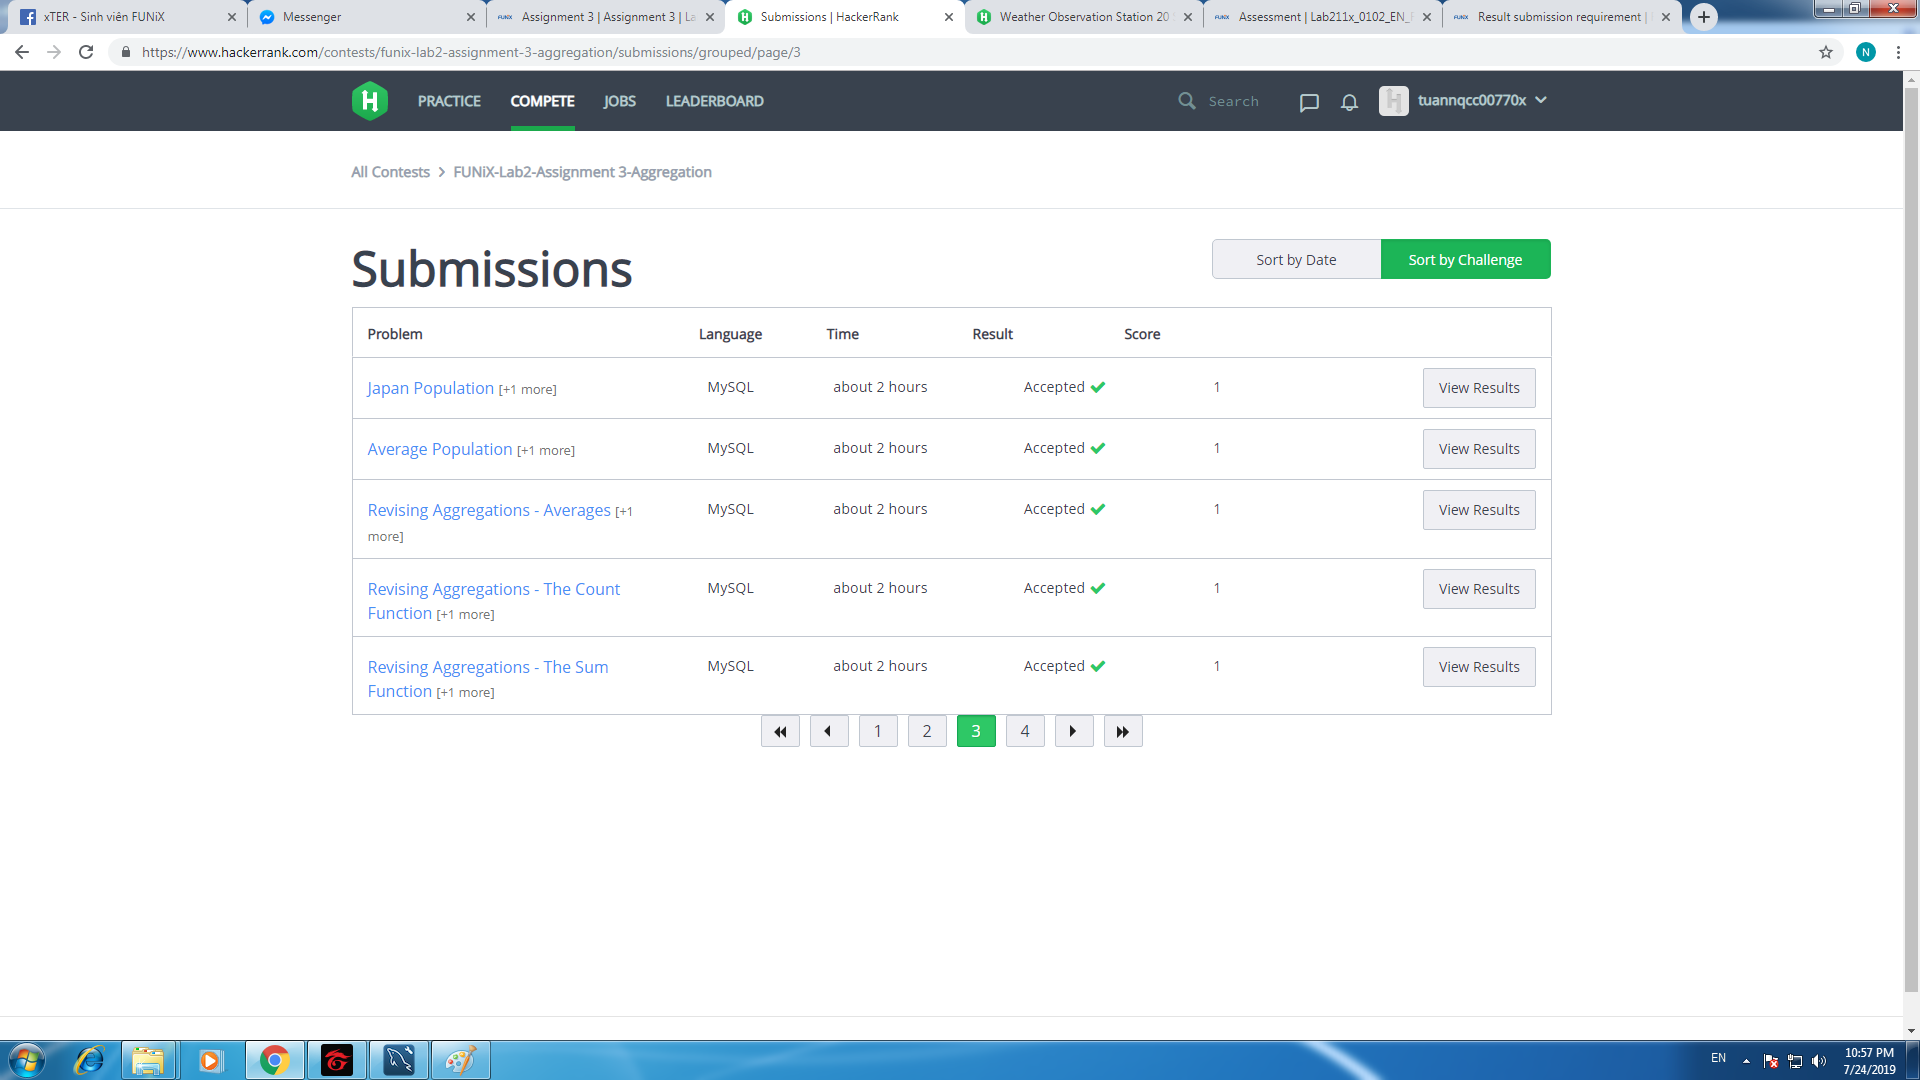 xTER - Sinh viên FUNiX
Messenger
FUNiX Assignment 3 | Assignment 3 | La
Submissions | HackerRank
Weather Observation Station 20
FUNiX Assessment | Lab211x_0102_EN_
FUNiX Result submission requirement |
https://www.hackerrank.com/contests/funix-lab2-assignment-3-aggregation/submissions/grouped/page/3
N
H PRACTICE COMPETE JOBS LEADERBOARD Search H tuannqcc00770x
All Contests > FUNiX-Lab2-Assignment 3-Aggregation
Submissions
Sort by Date Sort by Challenge
Problem Language Time Result Score
Japan Population [+1 more] MySQL about 2 hours Accepted 1 View Results
Average Population [+1 more] MySQL about 2 hours Accepted 1 View Results
Revising Aggregations - Averages [+1 MySQL about 2 hours Accepted 1 View Results
more]
Revising Aggregations - The Count MySQL about 2 hours Accepted 1 View Results
Function [+1 more]
Revising Aggregations - The Sum MySQL about 2 hours Accepted 1 View Results
Function [+1 more]
1 2 3 4
EN 10:57 PM
7/24/2019